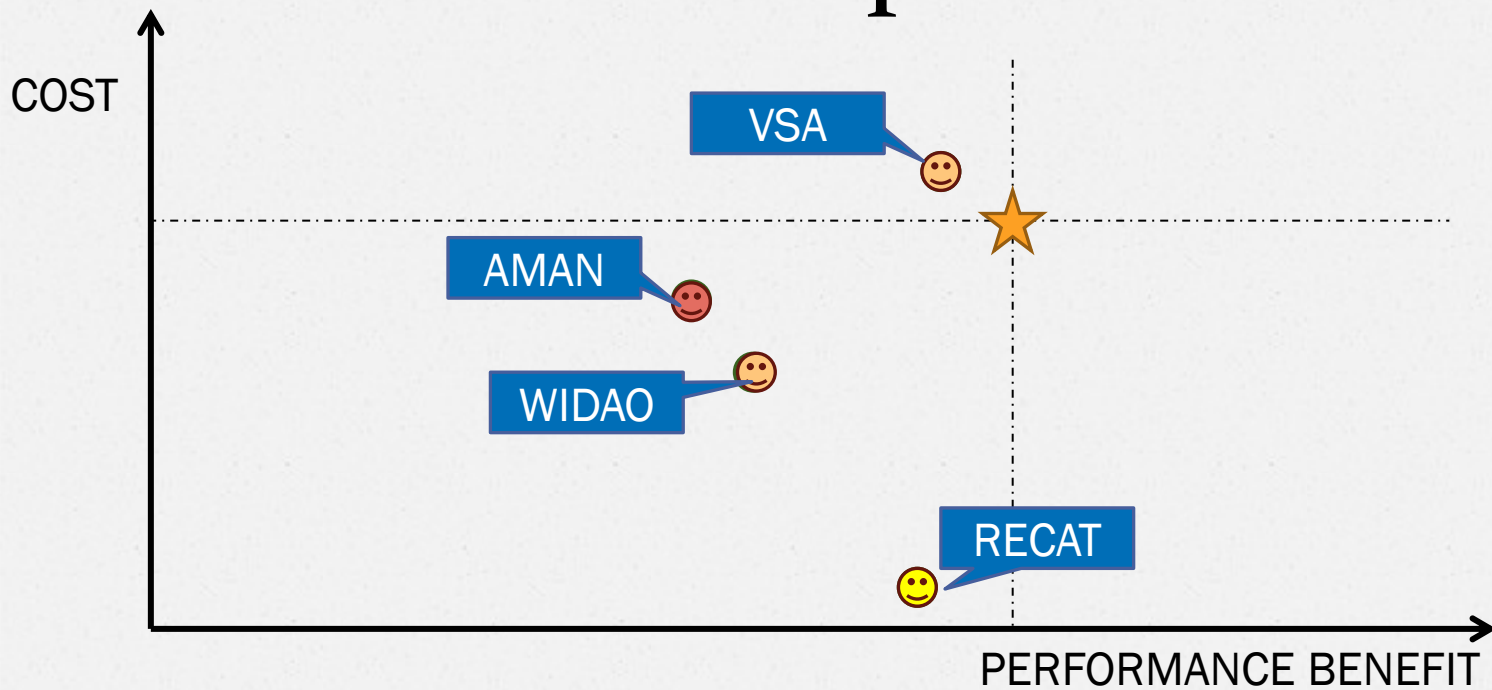 COST
VSA
AMAN
WIDAO
RECAT
PERFORMANCE BENEFIT